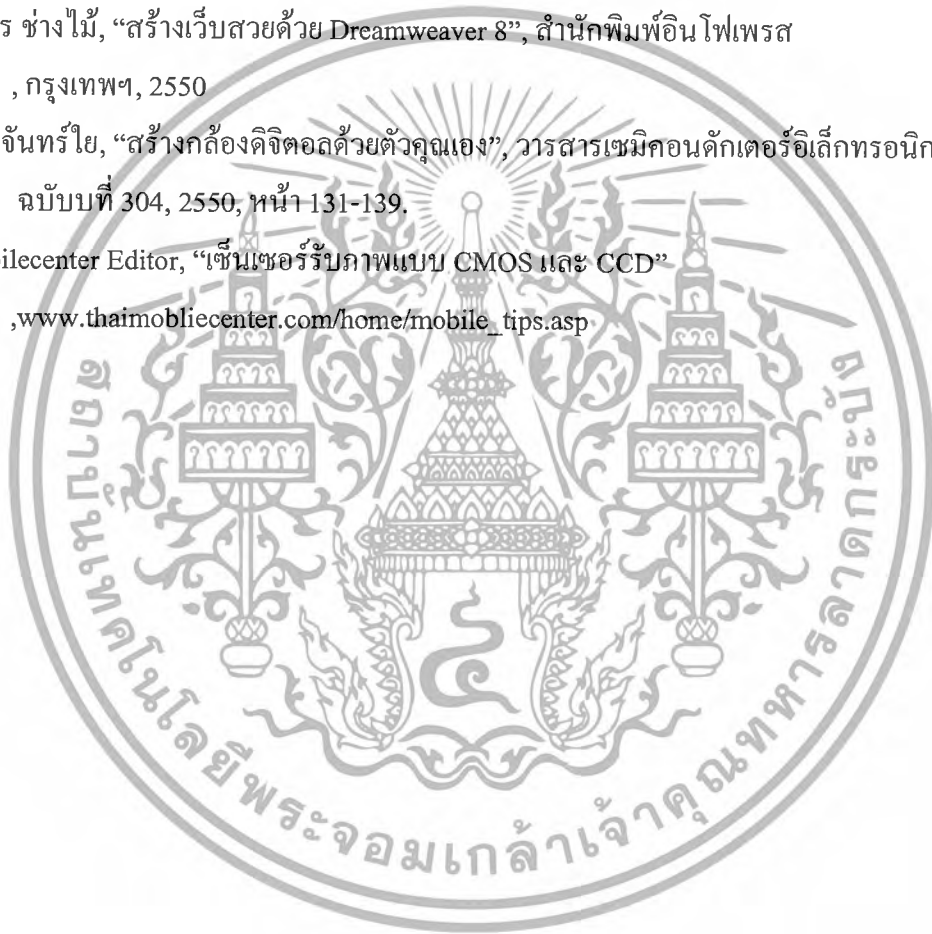 ร ช่างไม้, “สร้างเว็บสวยด้วย Dreamweaver 8”, สำนักพิมพ์อินโฟเพรส
, กรุงเทพฯ, 2550
จันทร์ใย, “สร้างกล้องดิจิตอลด้วยตัวคุณเอง”, วารสารเซมิคอนดักเตอร์อิเล็กทรอนิก
ฉบับบที่ 304, 2550, หน้า 131-139.
ilecenter Editor, “เซ็นเซอร์รับภาพแบบ CMOS และ CCD”
,www.thaimobliecenter.com/home/mobile_tips.asp
สถาบันเทคโนโลยีพระจอมเกล้าเจ้าคุณทหารลาดกระบัง
๔